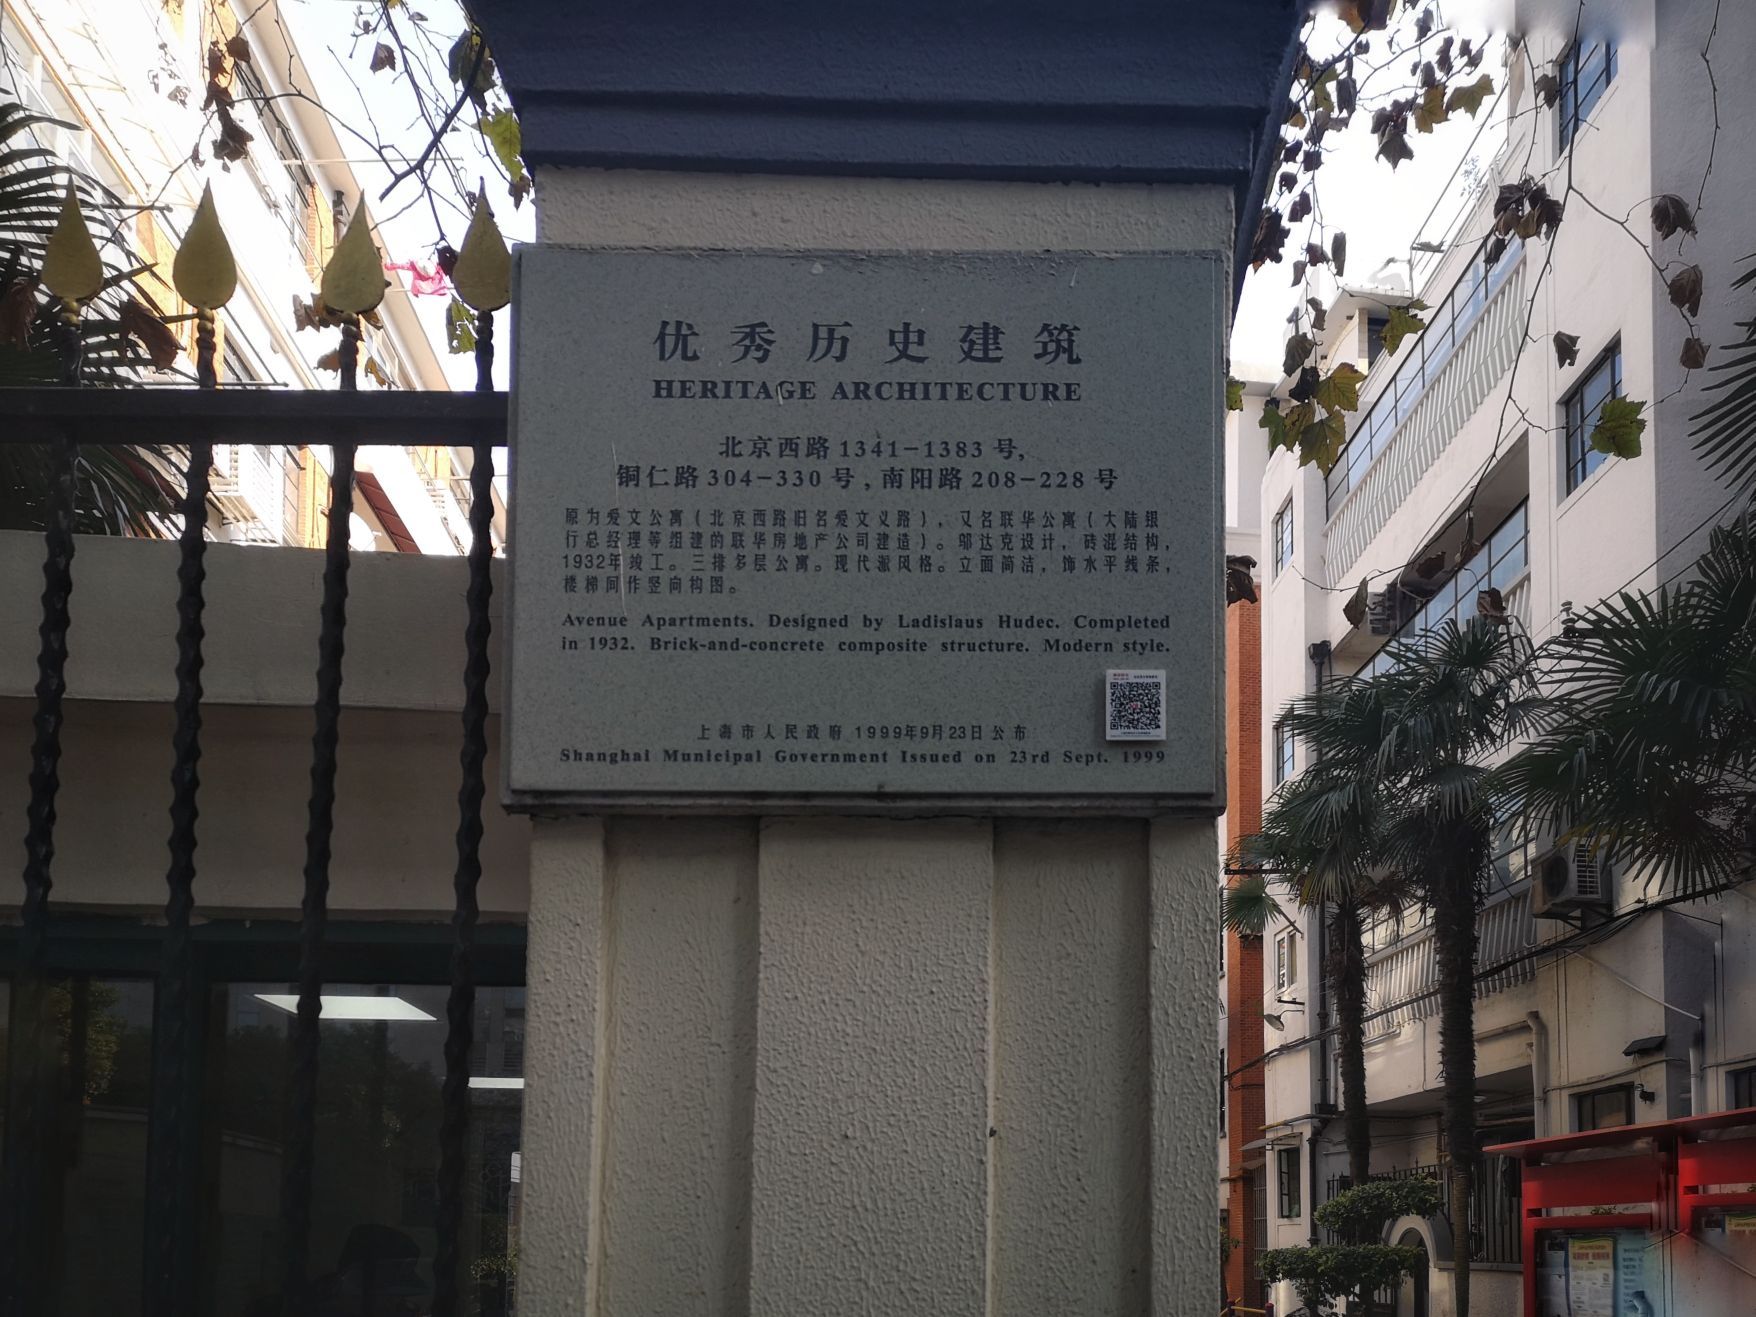 优秀历史建筑
HERITAGE ARCHITECTURE
北京西路1341-1383号,
铜仁路304-330号,南阳路208-228号
原为爱文公寓(北京西路旧名爱文义路),又名联华公寓(大陆银
行总经理等组建的联华房地产公司建造)。邬达克设计,砖混结构,
1932年竣工。三排多层公寓。现代派风格。立面简洁,饰水平线条,
楼梯间作竖向构图。
Avenue Apartments. Designed by Ladislaus Hudec. Completed
in 1932. Brick-and-concrete composite structure. Modern style.
上海市人民政府 1999年9月23日公布
Shanghai Municipal Government Issued on 23rd Sept. 1999